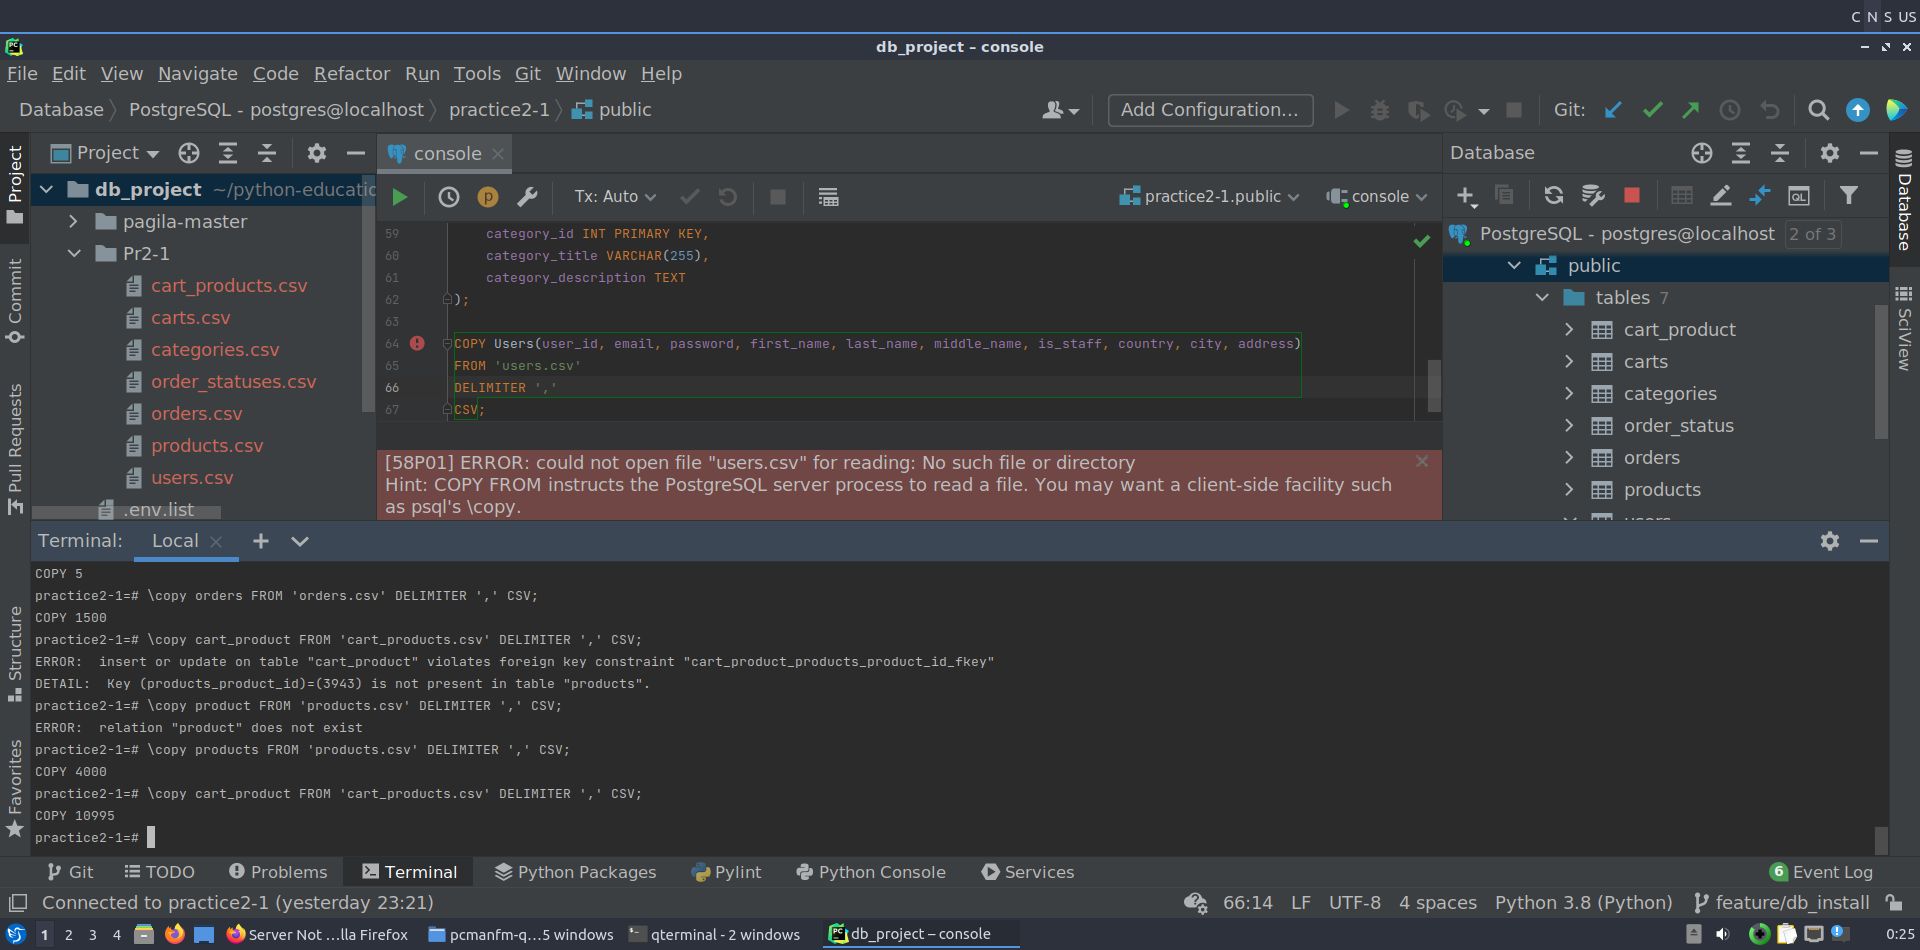 C N S US
db_project – console
File Edit View Navigate Code Refactor Run Tools Git Window Help
Database PostgreSQL - postgres@localhost practice2-1 public
Add Configuration...
Git:
Project
console
Database
db_project ~/python-educatio
Tx: Auto
practice2-1.public
console
pagila-master
Pr2-1
cart_products.csv
carts.csv
categories.csv
order_statuses.csv
orders.csv
products.csv
users.csv
.env.list
59 category_id INT PRIMARY KEY,
60 category_title VARCHAR(255),
61 category_description TEXT
62 );
63
64 COPY Users(user_id, email, password, first_name, last_name, middle_name, is_staff, country, city, address)
65 FROM 'users.csv'
66 DELIMITER ','
67 CSV;
[58P01] ERROR: could not open file "users.csv" for reading: No such file or directory
Hint: COPY FROM instructs the PostgreSQL server process to read a file. You may want a client-side facility such
as psql's \copy.
PostgreSQL - postgres@localhost 2 of 3
public
tables 7
cart_product
carts
categories
order_status
orders
products
users
Project
Commit
Pull Requests
Structure
Favorites
Database
SciView
Terminal: Local
COPY 5
practice2-1=# \copy orders FROM 'orders.csv' DELIMITER ',' CSV;
COPY 1500
practice2-1=# \copy cart_product FROM 'cart_products.csv' DELIMITER ',' CSV;
ERROR:  insert or update on table "cart_product" violates foreign key constraint "cart_product_products_product_id_fkey"
DETAIL:  Key (products_product_id)=(3943) is not present in table "products".
practice2-1=# \copy product FROM 'products.csv' DELIMITER ',' CSV;
ERROR:  relation "product" does not exist
practice2-1=# \copy products FROM 'products.csv' DELIMITER ',' CSV;
COPY 4000
practice2-1=# \copy cart_product FROM 'cart_products.csv' DELIMITER ',' CSV;
COPY 10995
practice2-1=#
Git TODO Problems Terminal Python Packages Pylint Python Console Services 6 Event Log
Connected to practice2-1 (yesterday 23:21) 66:14 LF UTF-8 4 spaces Python 3.8 (Python) feature/db_install
1 2 3 4 Server Not ...lla Firefox pcmanfm-q...5 windows qterminal - 2 windows db_project – console 0:25